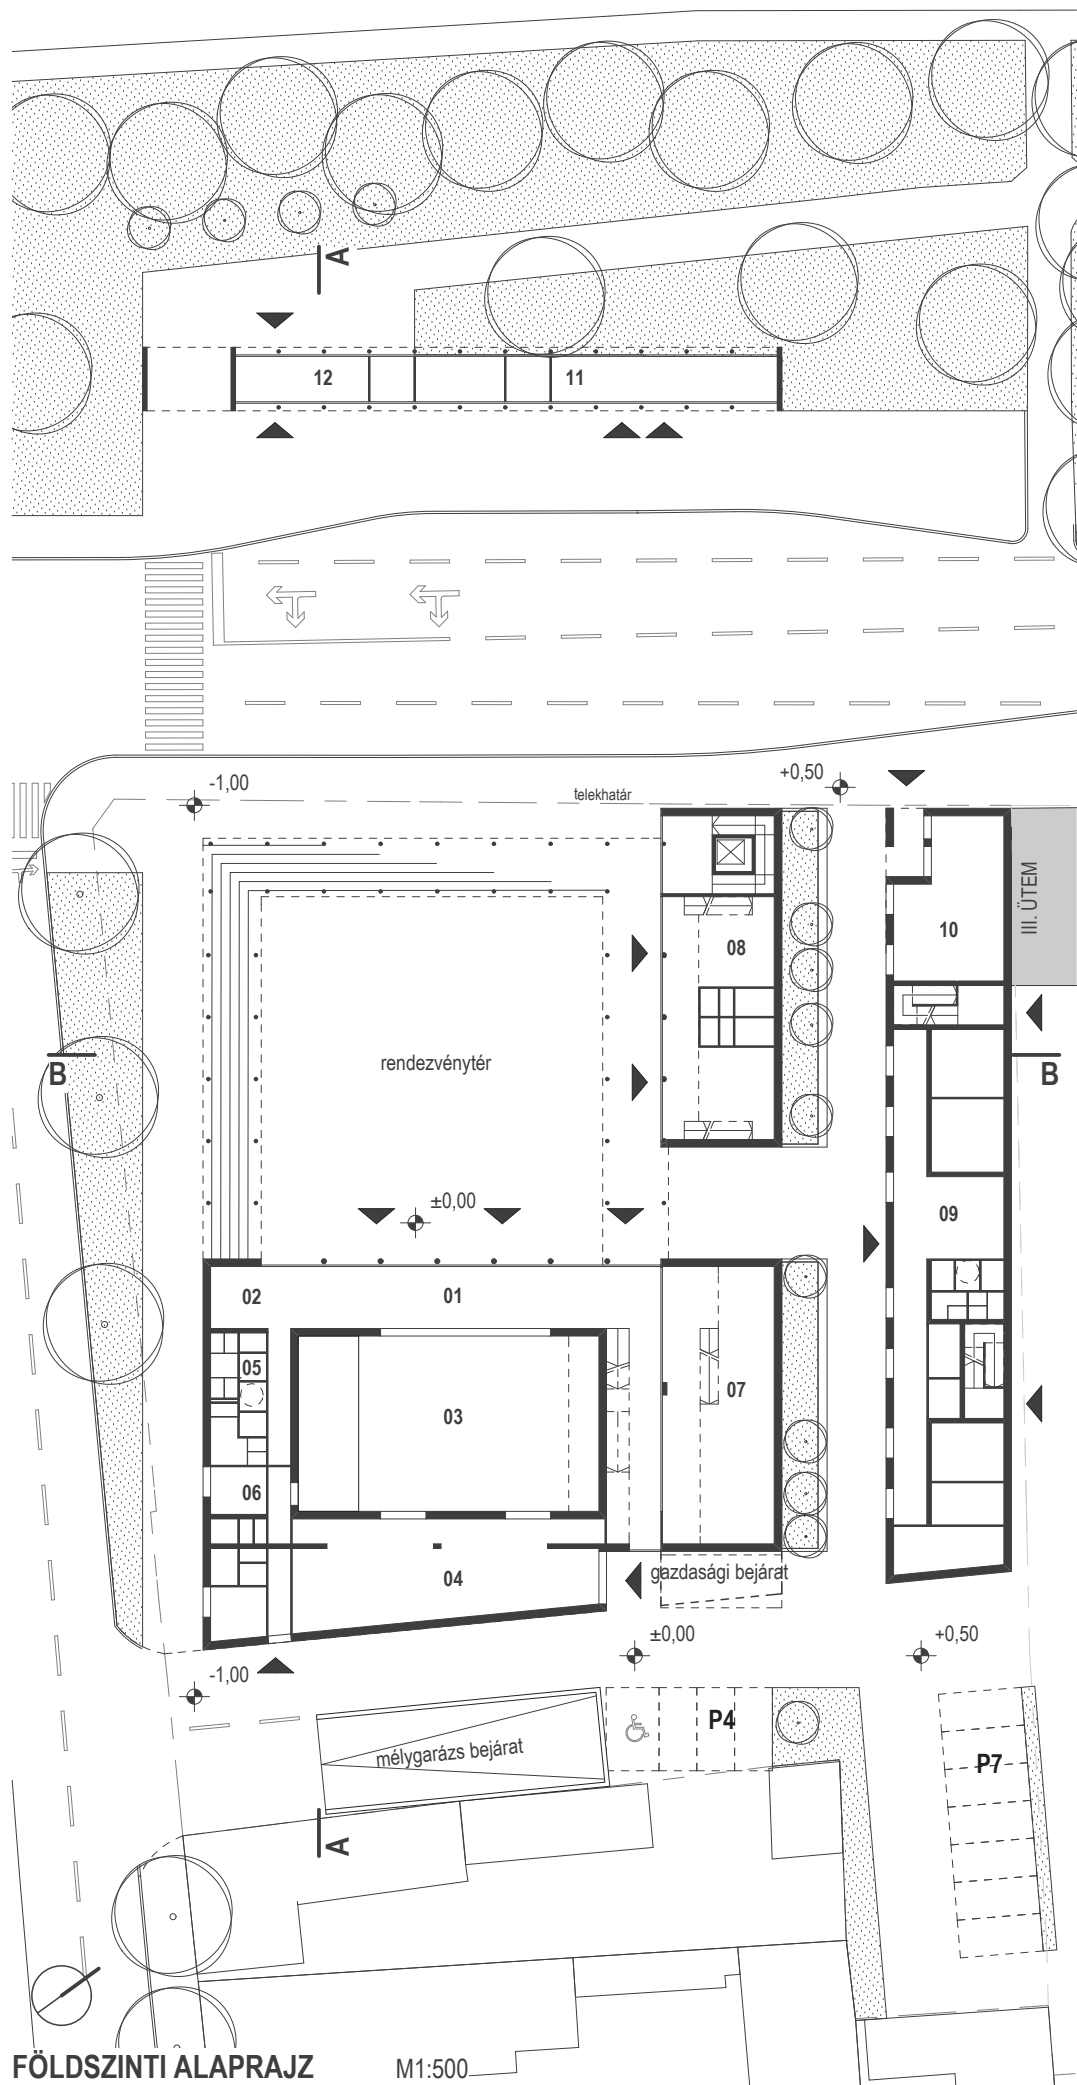 A
12
11
-1,00
+0,50
telekhatár
III. ÜTEM
10
08
rendezvénytér
B
B
±0,00
09
02
01
05
07
03
06
04
gazdasági bejárat
±0,00
+0,50
-1,00
P4
mélygarázs bejárat
P7
A
FÖLDSZINTI ALAPRAJZ M1:500